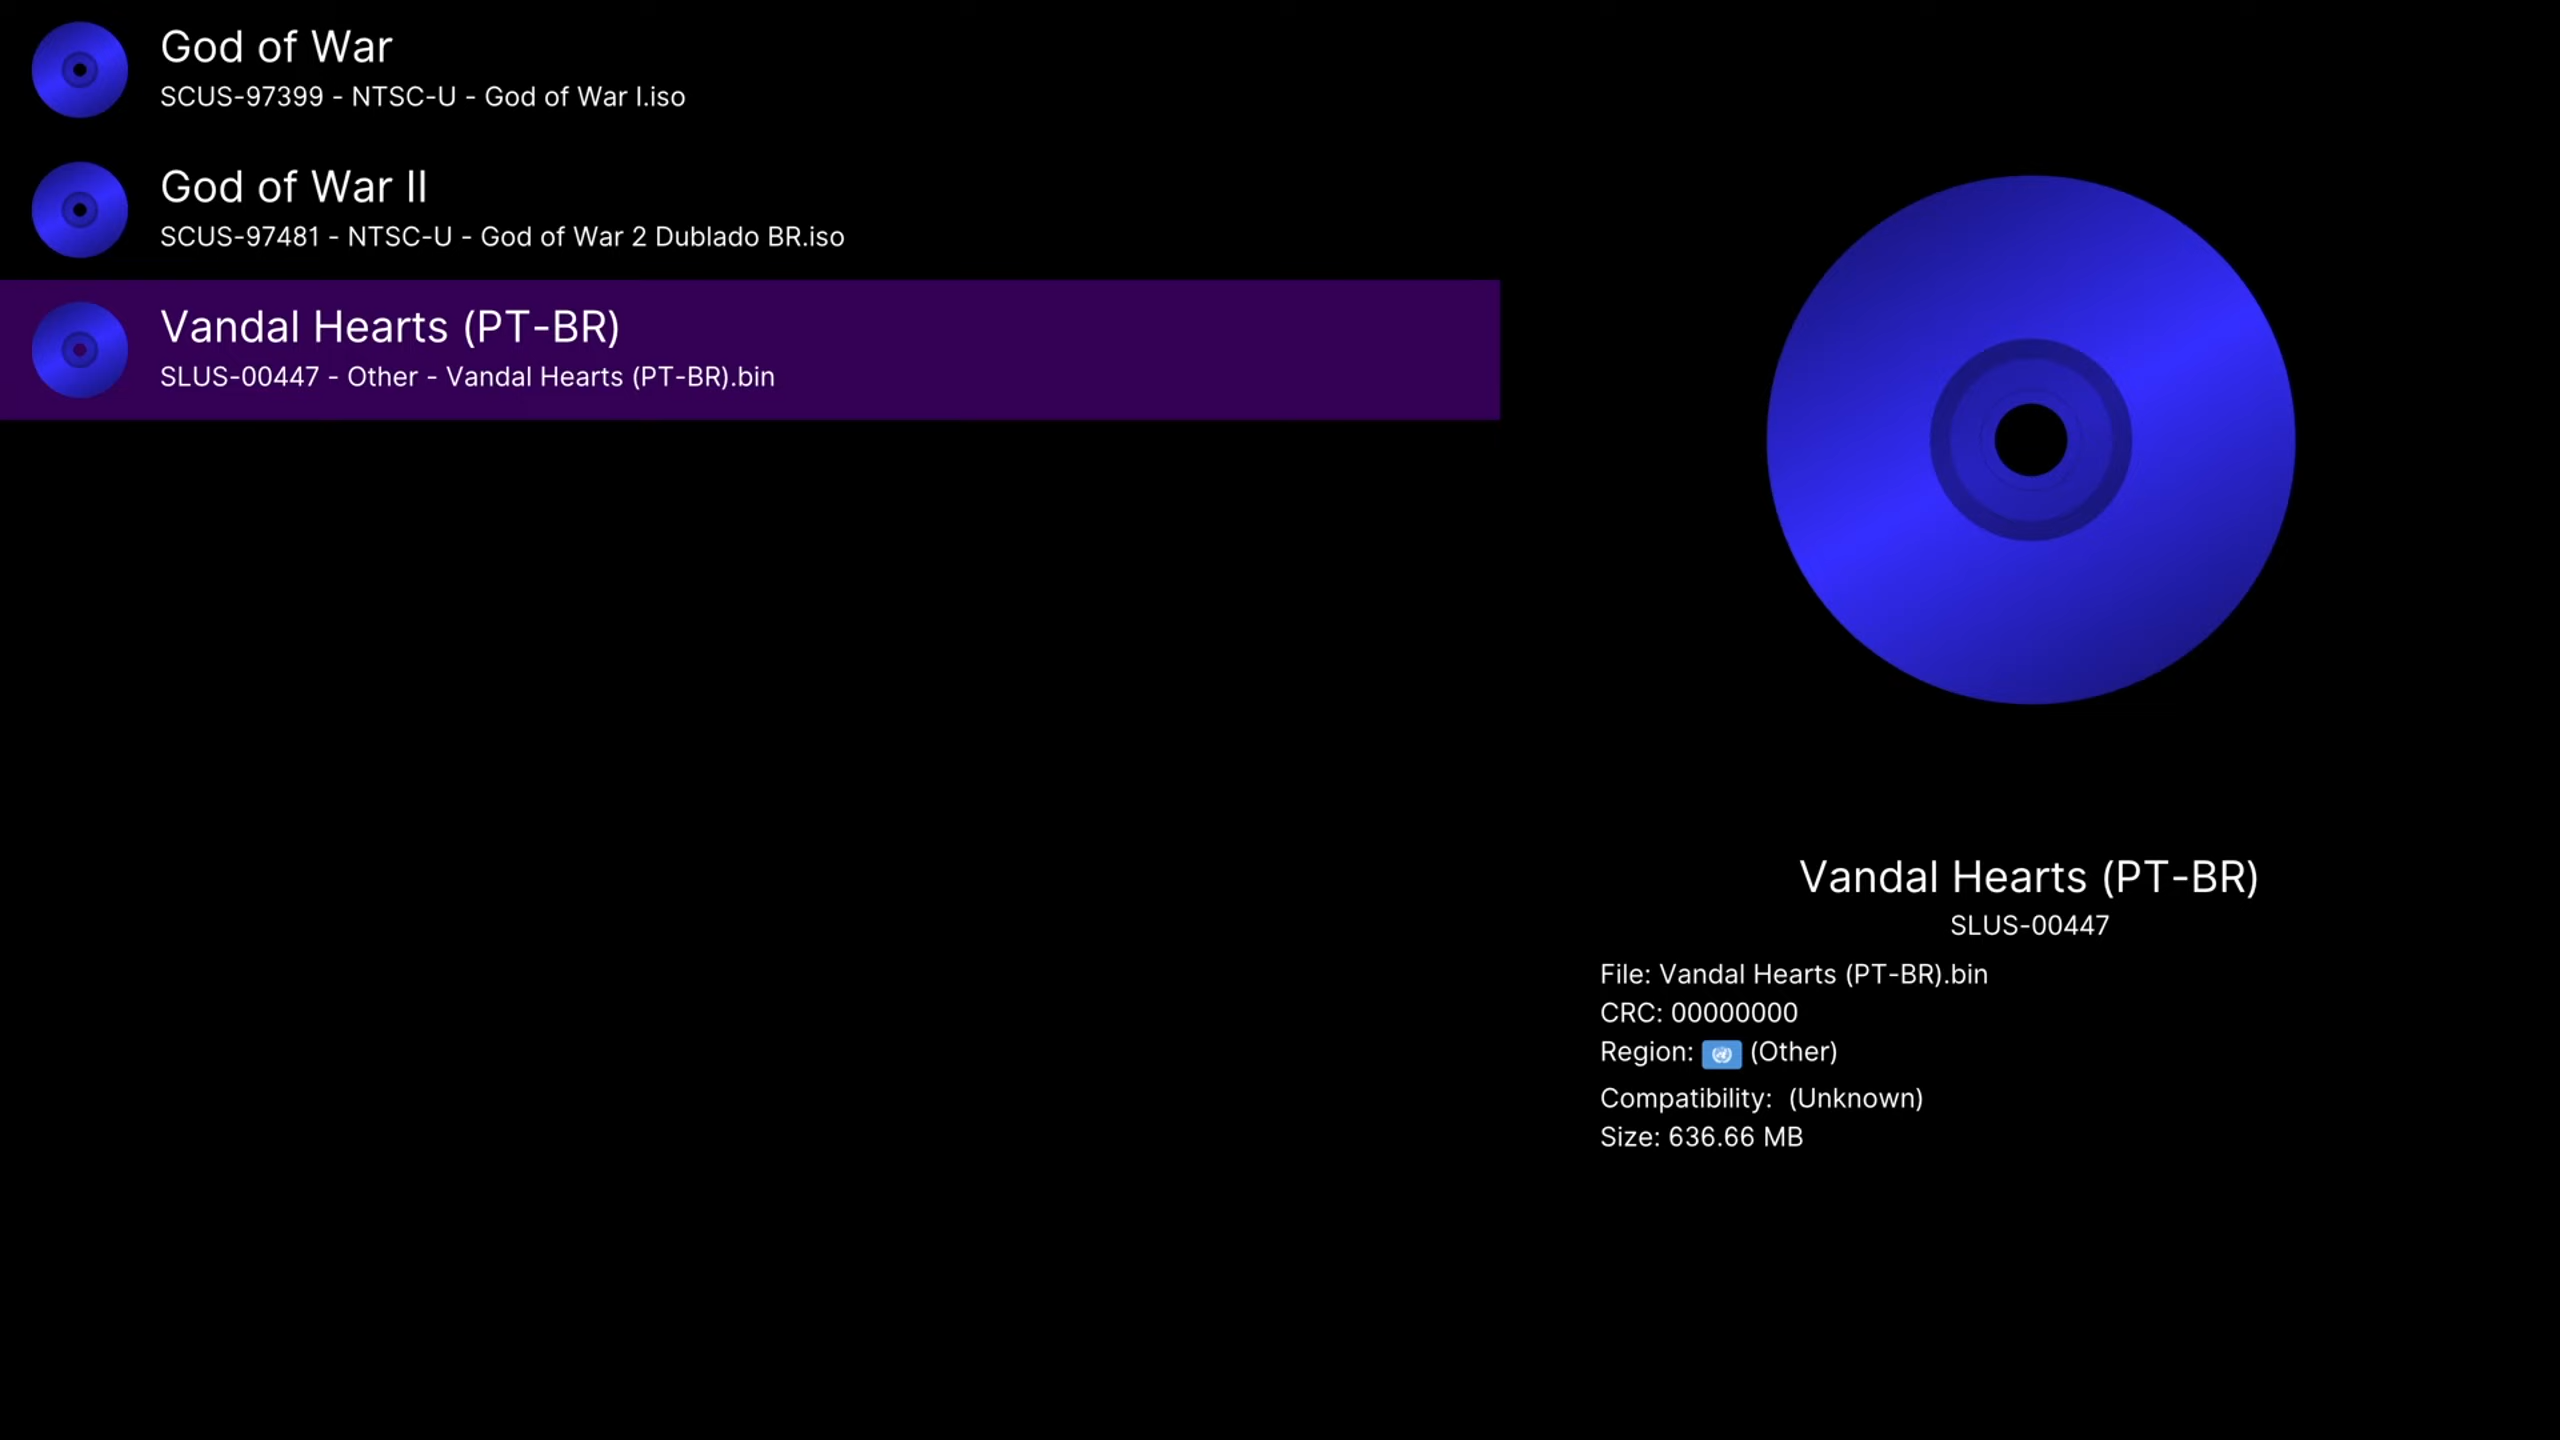 God of War
SCUS-97399 - NTSC-U - God of War I.iso
God of War II
SCUS-97481 - NTSC-U - God of War 2 Dublado BR.iso
Vandal Hearts (PT-BR)
SLUS-00447 - Other - Vandal Hearts (PT-BR).bin
Vandal Hearts (PT-BR)
SLUS-00447
File: Vandal Hearts (PT-BR).bin
CRC: 00000000
Region: (Other)
Compatibility: (Unknown)
Size: 636.66 MB